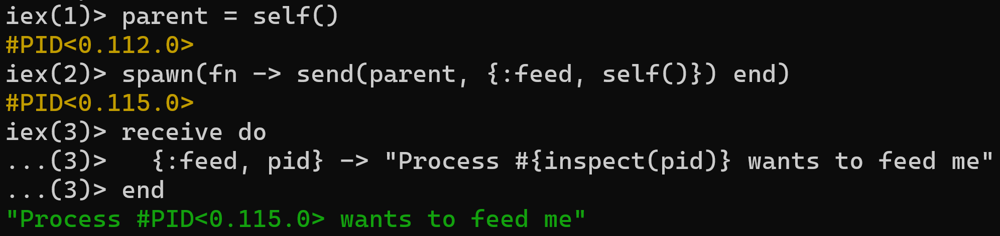 iex(1)> parent = self()
#PID<0.112.0>
iex(2)> spawn(fn -> send(parent, {:feed, self()}) end)
#PID<0.115.0>
iex(3)> receive do
...(3)>   {:feed, pid} -> "Process #{inspect(pid)} wants to feed me"
...(3)> end
"Process #PID<0.115.0> wants to feed me"